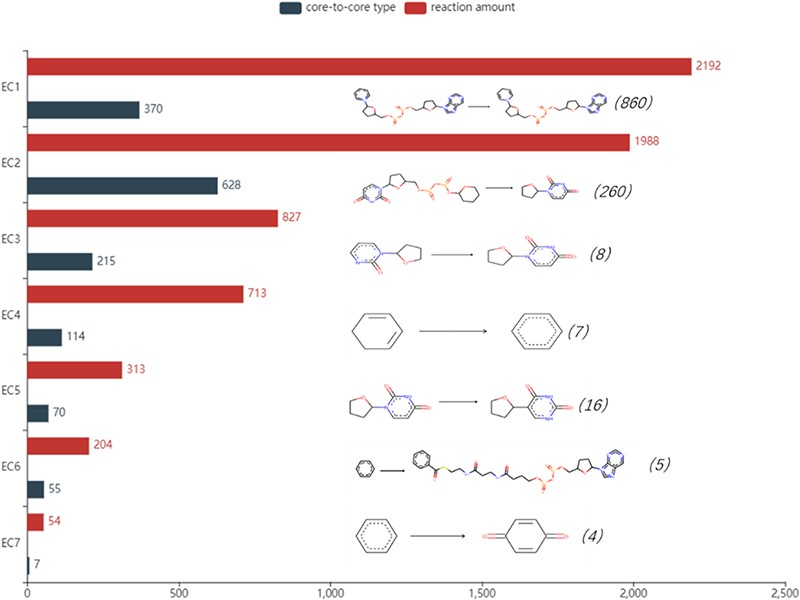 core-to-core type reaction amount
2192
EC1
370 (860)
1988
EC2
628 (260)
827
EC3
215 (8)
713
EC4
114 (7)
313
EC5
70 (16)
204
EC6
55 (5)
54
EC7
7 (4)
0 500 1,000 1,500 2,000 2,500